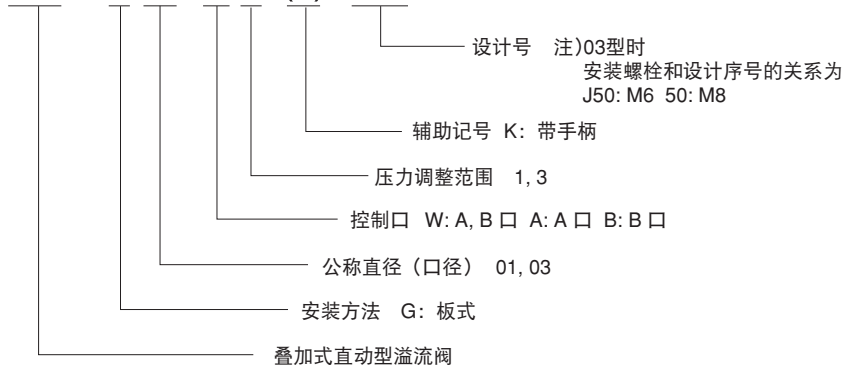 设计号 注)03型时
安装螺栓和设计序号的关系为
J50: M6 50: M8
辅助记号 K: 带手柄
压力调整范围 1, 3
控制口 W: A, B 口 A: A 口 B: B 口
公称直径（口径） 01, 03
安装方法 G: 板式
叠加式直动型溢流阀